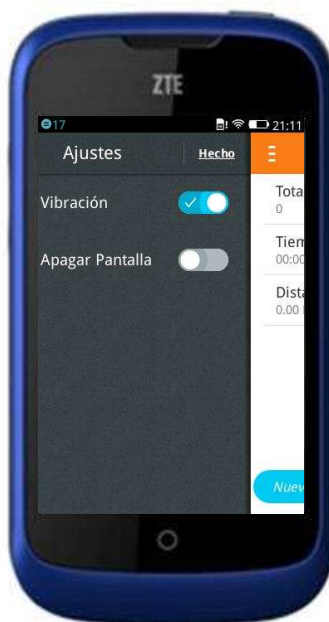 ZTE
17
21:11
Ajustes
Hecho
Vibración
0
Apagar Pantalla
00:00
0.00